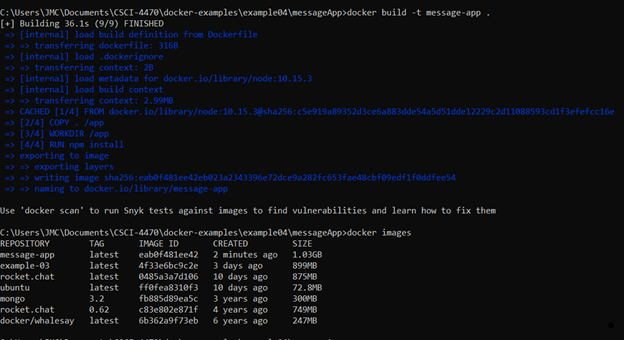 C:\Users\JMC\Documents\CSCI-4470\docker-examples\example04\messageApp>docker build -t message-app .
[+] Building 36.1s (9/9) FINISHED
=> [internal] load build definition from Dockerfile
=> => transferring dockerfile: 316B
=> [internal] load .dockerignore
=> => transferring context: 2B
=> [internal] load metadata for docker.io/library/node:10.15.3
=> [internal] load build context
=> => transferring context: 2.99MB
=> CACHED [1/4] FROM docker.io/library/node:10.15.3@sha256:c5e919a89352d3ce6a883dde54a5d51dde12229c2d11088593cd1f3efefcc16e
=> [2/4] COPY . /app
=> [3/4] WORKDIR /app
=> [4/4] RUN npm install
=> exporting to image
=> => exporting layers
=> => writing image sha256:eab0f481ee42eb023a2343396e72dce9a282fc653fae48cbf09edf1f0ddfee54
=> => naming to docker.io/library/message-app
Use 'docker scan' to run Snyk tests against images to find vulnerabilities and learn how to fix them
C:\Users\JMC\Documents\CSCI-4470\docker-examples\example04\messageApp>docker images
REPOSITORY TAG IMAGE ID CREATED SIZE
message-app latest eab0f481ee42 2 minutes ago 1.03GB
example-03 latest 4f33e6bc9c2e 3 days ago 899MB
rocket.chat latest 0485a3a7d106 10 days ago 875MB
ubuntu latest ff0fea8310f3 10 days ago 72.8MB
mongo 3.2 fb885d89ea5c 3 years ago 300MB
rocket.chat 0.62 c83e802e871f 4 years ago 749MB
docker/whalesay latest 6b362a9f73eb 6 years ago 247MB